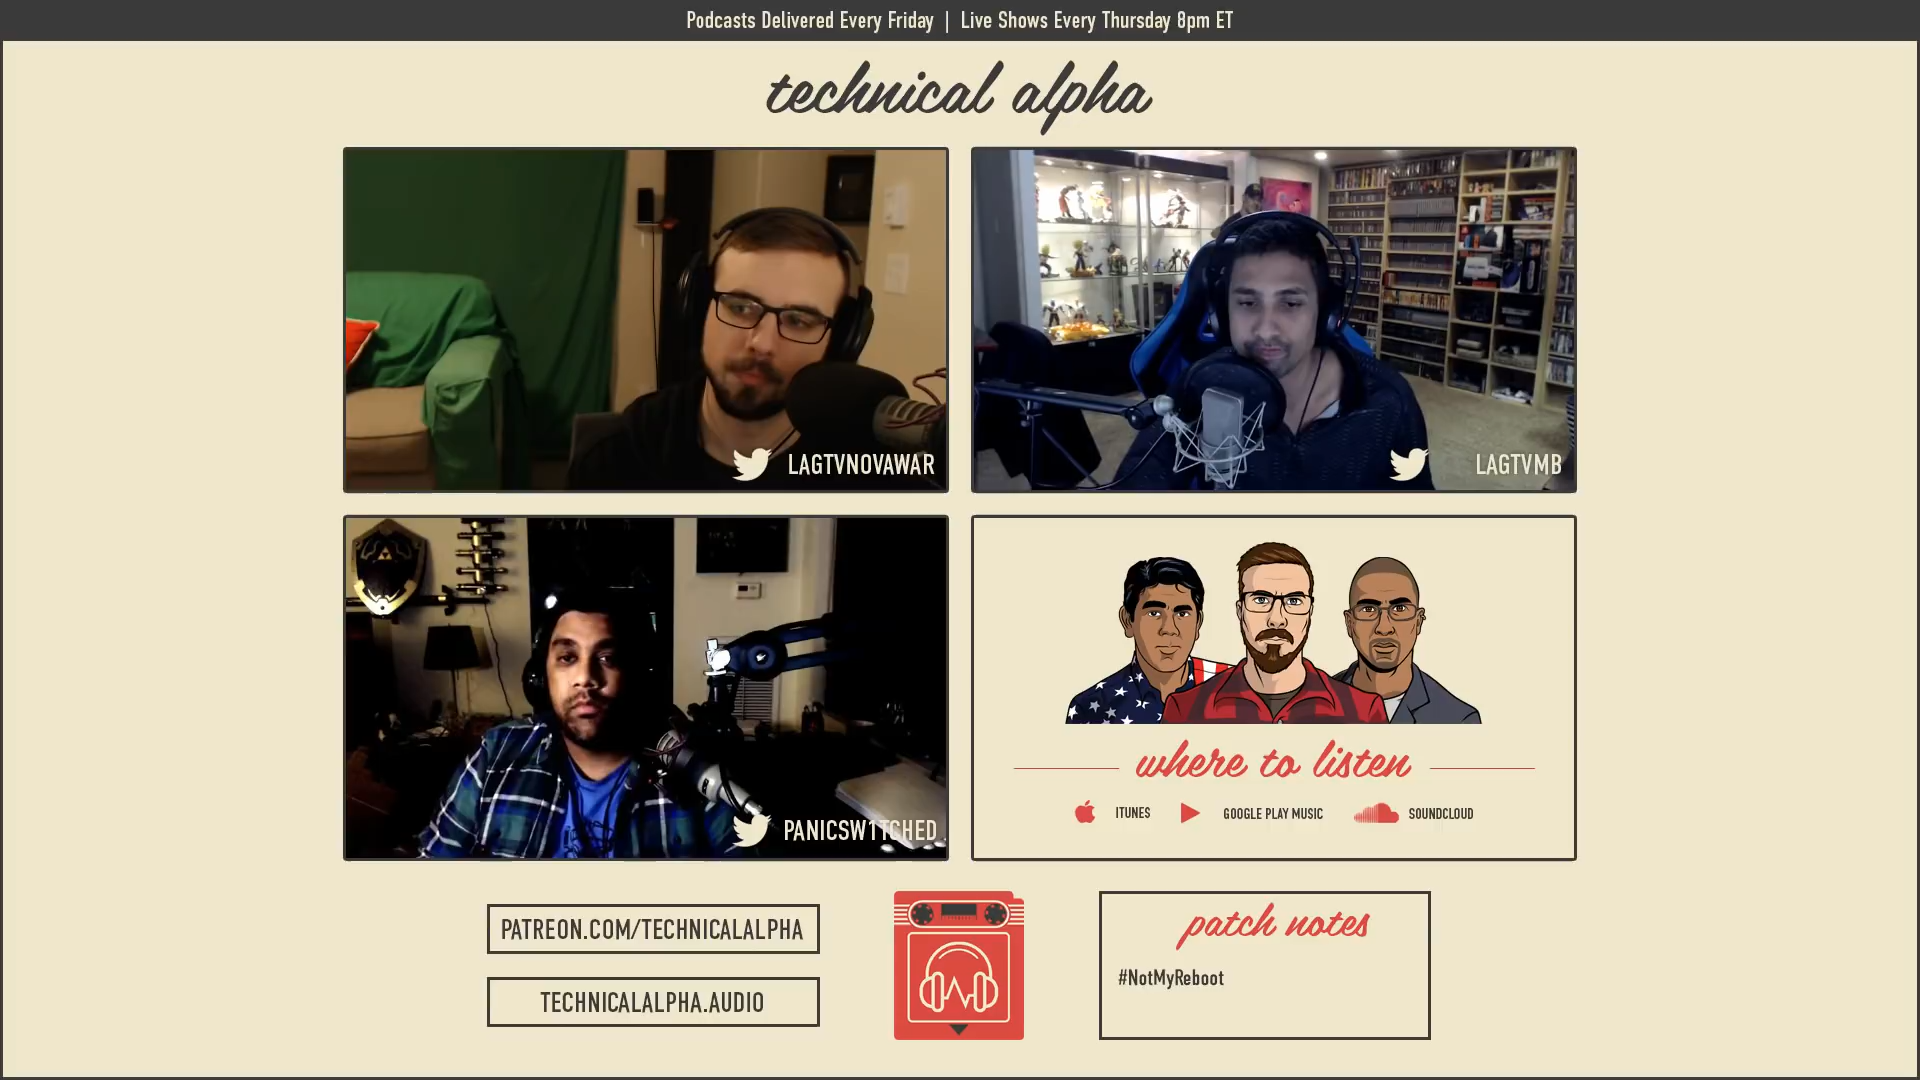 Podcasts Delivered Every Friday | Live Shows Every Thursday 8pm ET
technical alpha
LAGTVNOVAWAR
LAGTVMB
PANICSW1TCHED
where to listen
ITUNES
GOOGLE PLAY MUSIC
SOUNDCLOUD
PATREON.COM/TECHNICALALPHA
TECHNICALALPHA.AUDIO
patch notes
#NotMyReboot